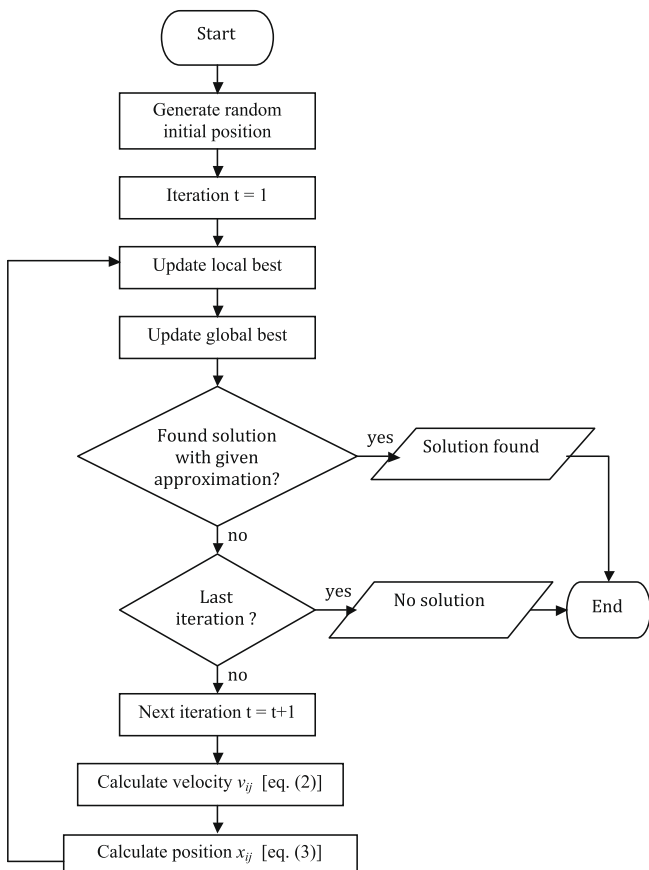 Start
Generate random
initial position
Iteration t = 1
Update local best
Update global best
Found solution
with given
approximation?
yes
Solution found
no
Last
iteration ?
yes
No solution
End
no
Next iteration t = t+1
Calculate velocity vij [eq. (2)]
Calculate position xij [eq. (3)]